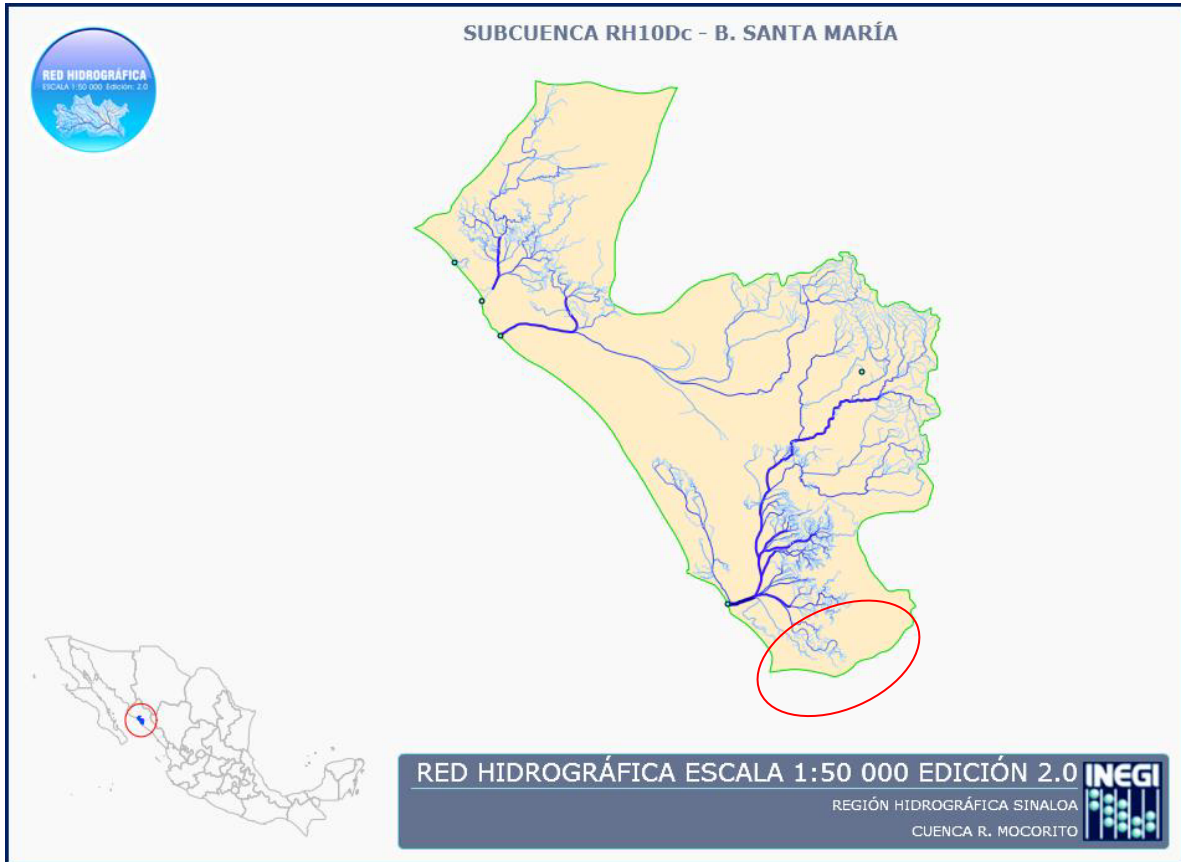 SUBCUENCA RH10Dc - B. SANTA MARÍA
RED HIDROGRÁFICA
ESCALA 1:50 000 Edición: 2.0
RED HIDROGRÁFICA ESCALA 1:50 000 EDICIÓN 2.0
INEGI
REGIÓN HIDROGRÁFICA SINALOA
CUENCA R. MOCORITO